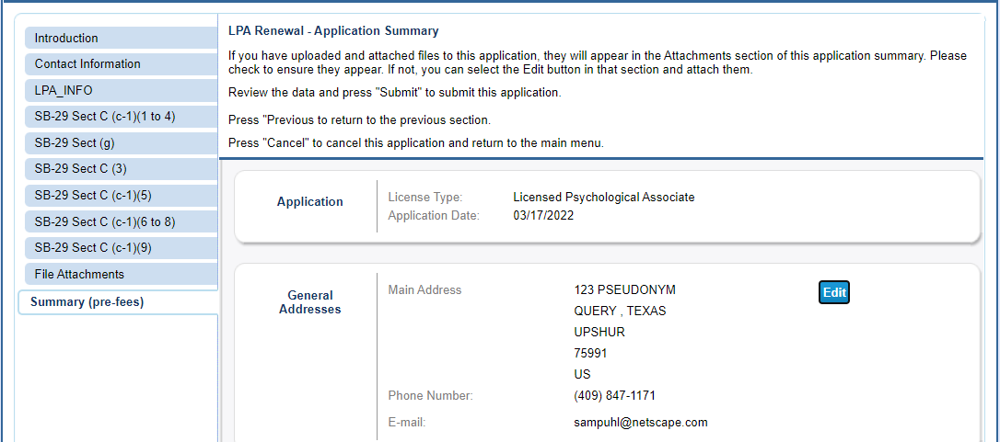 Introduction
Contact Information
LPA_INFO
SB-29 Sect C (c-1)(1 to 4)
SB-29 Sect (g)
SB-29 Sect C (3)
SB-29 Sect C (c-1)(5)
SB-29 Sect C (c-1)(6 to 8)
SB-29 Sect C (c-1)(9)
File Attachments
Summary (pre-fees)
LPA Renewal - Application Summary
If you have uploaded and attached files to this application, they will appear in the Attachments section of this application summary. Please
check to ensure they appear. If not, you can select the Edit button in that section and attach them.
Review the data and press "Submit" to submit this application.
Press "Previous to return to the previous section.
Press "Cancel" to cancel this application and return to the main menu.
Application
License Type: Licensed Psychological Associate
Application Date: 03/17/2022
General
Addresses
Main Address 123 PSEUDONYM
QUERY , TEXAS
UPSHUR
75991
US
Phone Number: (409) 847-1171
E-mail: sampuhl@netscape.com
Edit